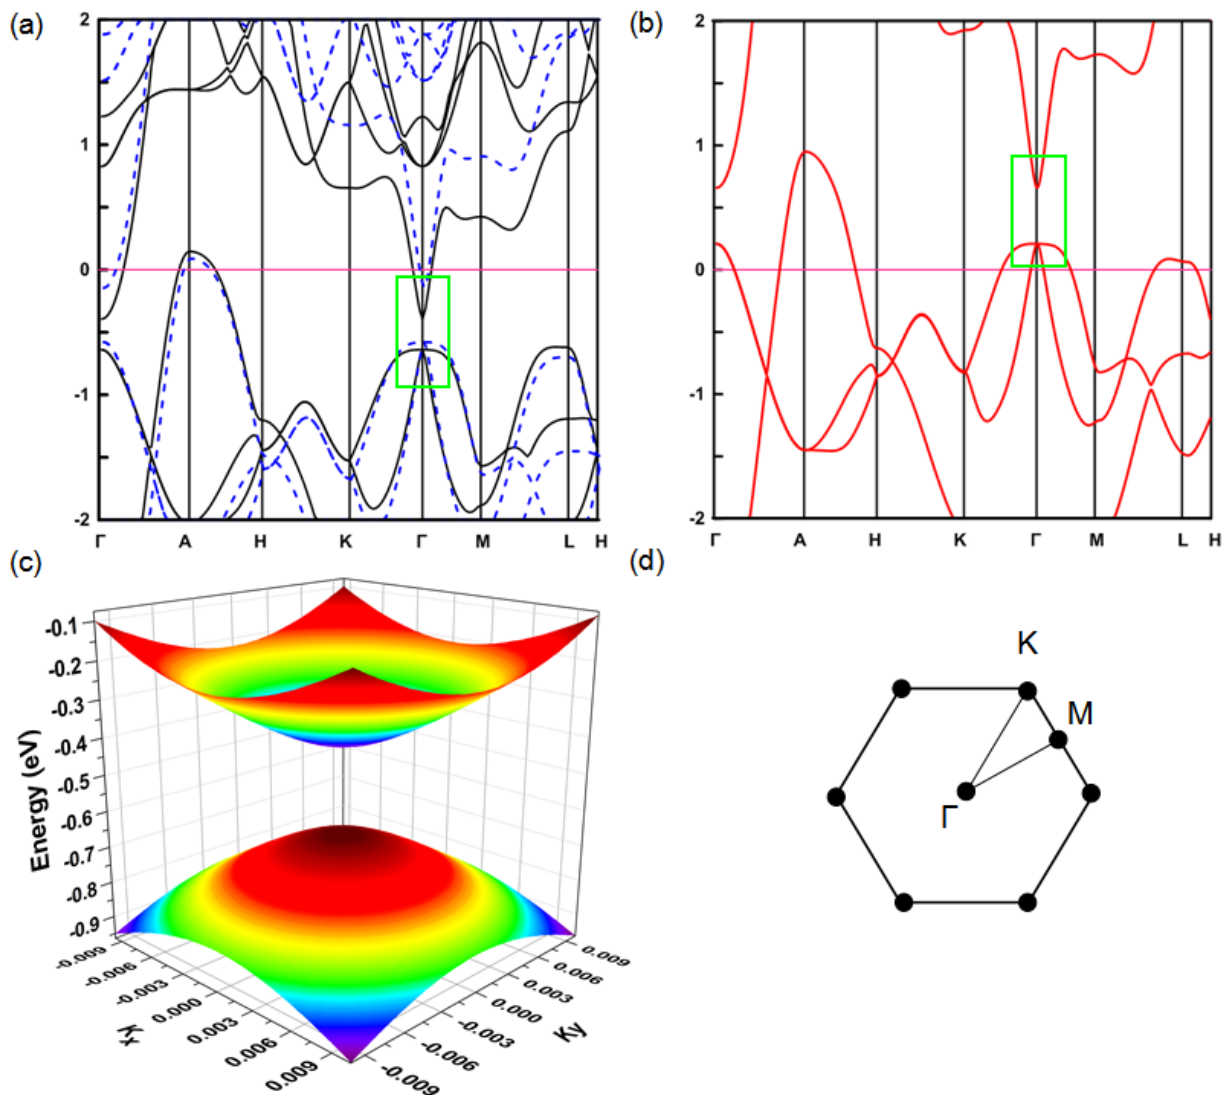 (a)
2
1
0
-1
-2
Γ A H K Γ M L H
(b)
2
1
0
-1
-2
Γ A H K Γ M L H
(c)
Energy (eV)
-0.1
-0.2
-0.3
-0.4
-0.5
-0.6
-0.7
-0.8
-0.9
-0.009
-0.006
-0.003
0.000
0.003
0.006
0.009
Kx
0.009
0.006
0.003
0.000
-0.003
-0.006
-0.009
Ky
(d)
K
M
Γ